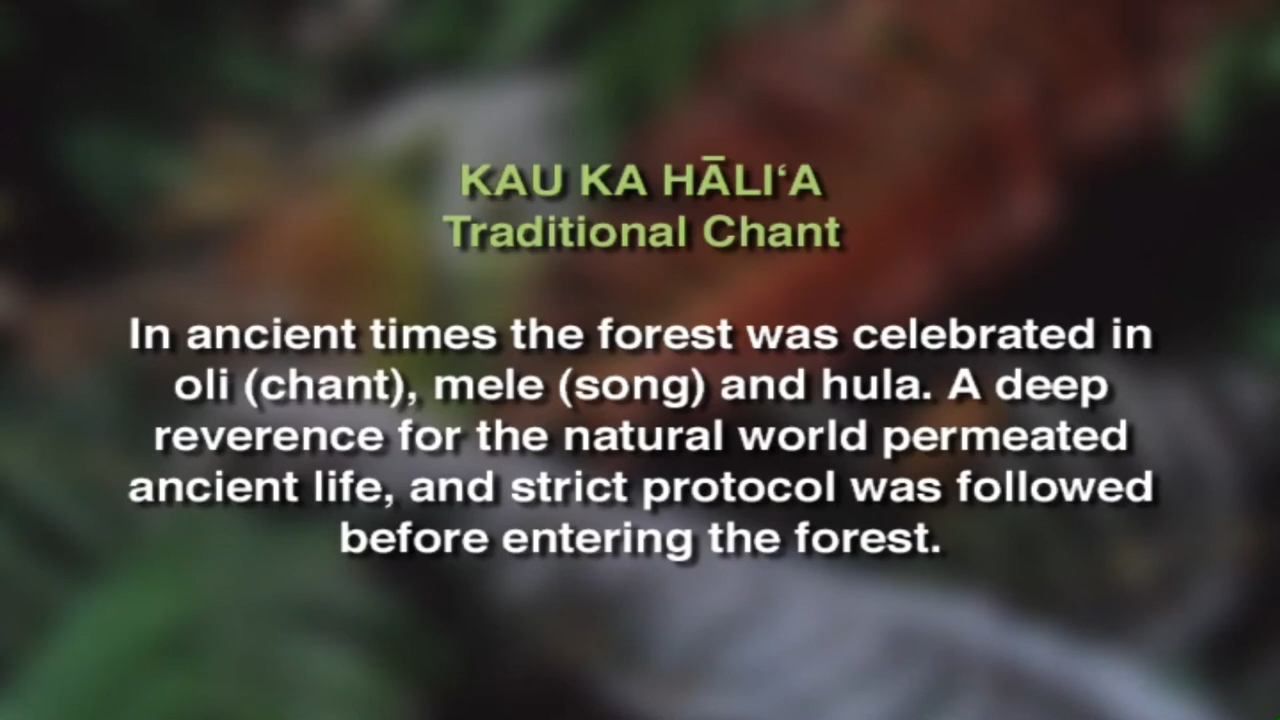 KAU KA HĀLIʻA
Traditional Chant
In ancient times the forest was celebrated in
oli (chant), mele (song) and hula. A deep
reverence for the natural world permeated
ancient life, and strict protocol was followed
before entering the forest.